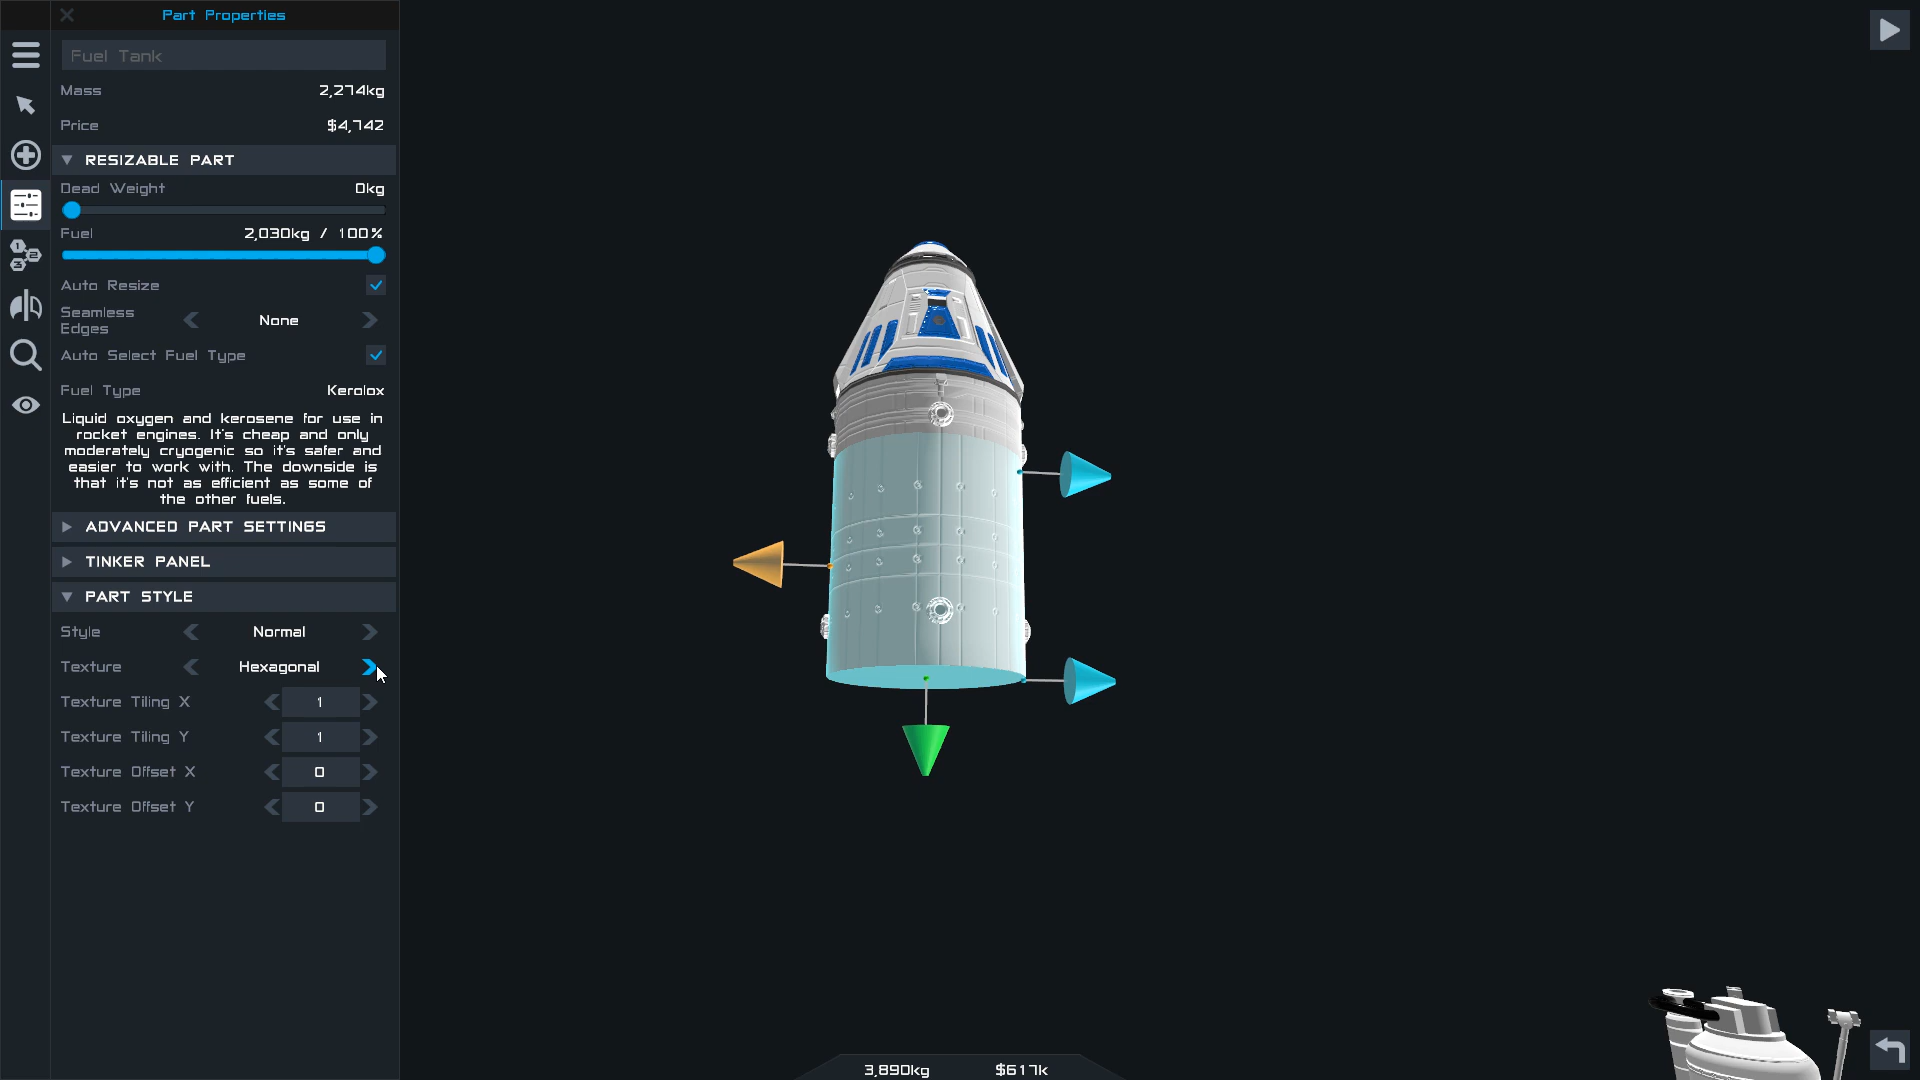 Part Properties
Fuel Tank
Mass 2,274kg
Price $4,742
RESIZABLE PART
Dead Weight 0kg
Fuel 2,030kg / 100%
Auto Resize
Seamless Edges None
Auto Select Fuel Type
Fuel Type Kerolox
Liquid oxygen and kerosene for use in
rocket engines. It's cheap and only
moderately cryogenic so it's safer and
easier to work with. The downside is
that it's not as efficient as some of
the other fuels.
ADVANCED PART SETTINGS
TINKER PANEL
PART STYLE
Style Normal
Texture Hexagonal
Texture Tiling X 1
Texture Tiling Y 1
Texture Offset X 0
Texture Offset Y 0
3,890kg $617k